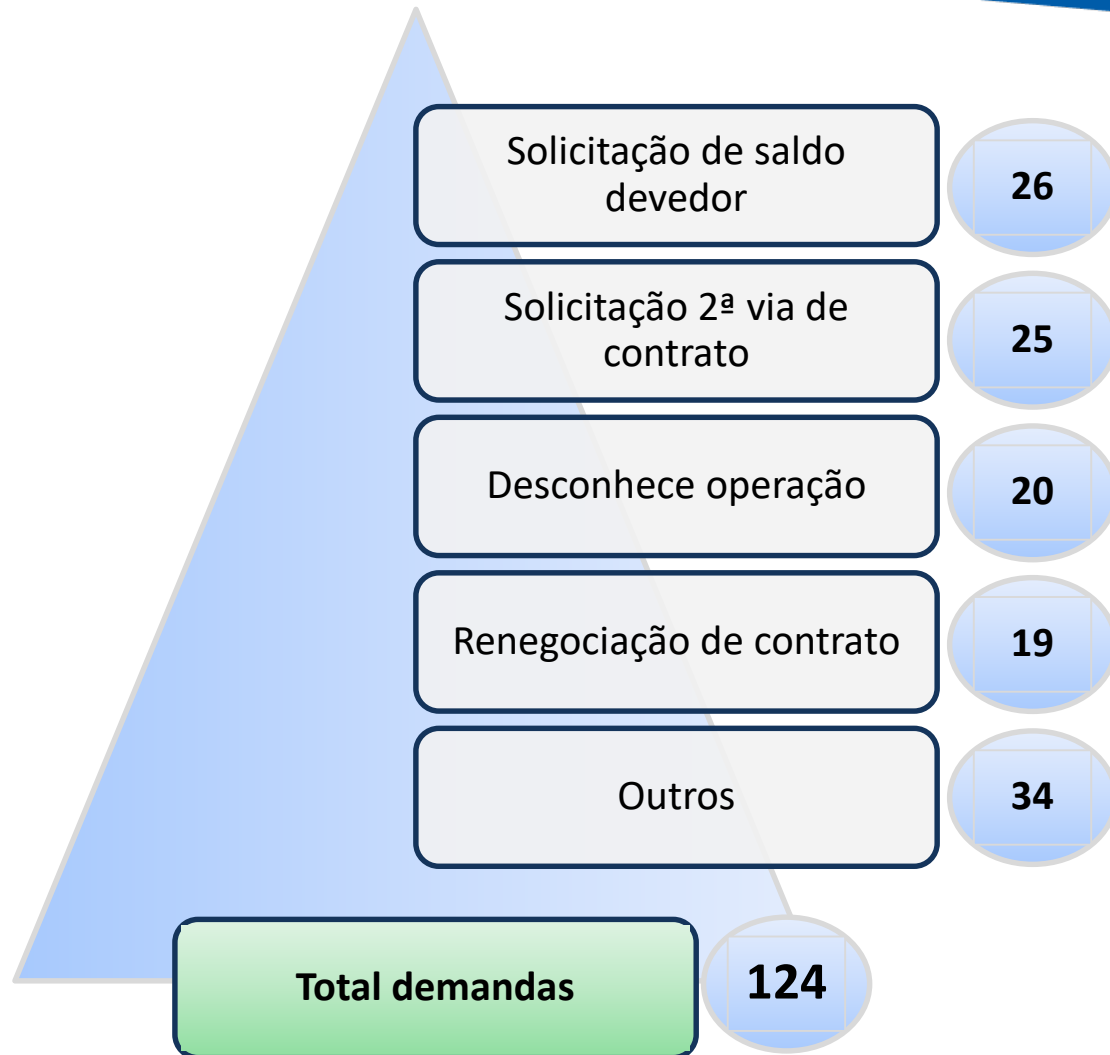 Solicitação de saldo
devedor
26
Solicitação 2ª via de
contrato
25
Desconhece operação
20
Renegociação de contrato
19
Outros
34
Total demandas
124